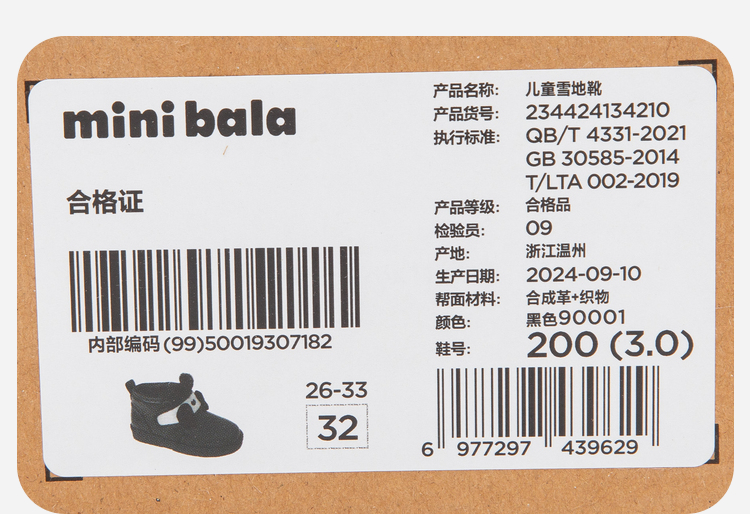 mini bala
合格证
内部编码(99)50019307182
26-33
32
产品名称: 儿童雪地靴
产品货号: 234424134210
执行标准: QB/T 4331-2021
GB 30585-2014
T/LTA 002-2019
产品等级: 合格品
检验员: 09
产地: 浙江温州
生产日期: 2024-09-10
帮面材料: 合成革+织物
颜色: 黑色90001
鞋号: 200 (3.0)
6 977297 439629